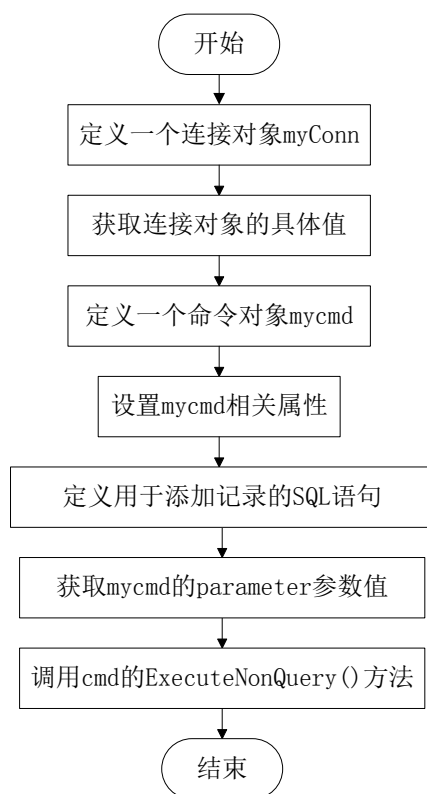 开始
定义一个连接对象myConn
获取连接对象的具体值
定义一个命令对象mycmd
设置mycmd相关属性
定义用于添加记录的SQL语句
获取mycmd的parameter参数值
调用cmd的ExecuteNonQuery()方法
结束